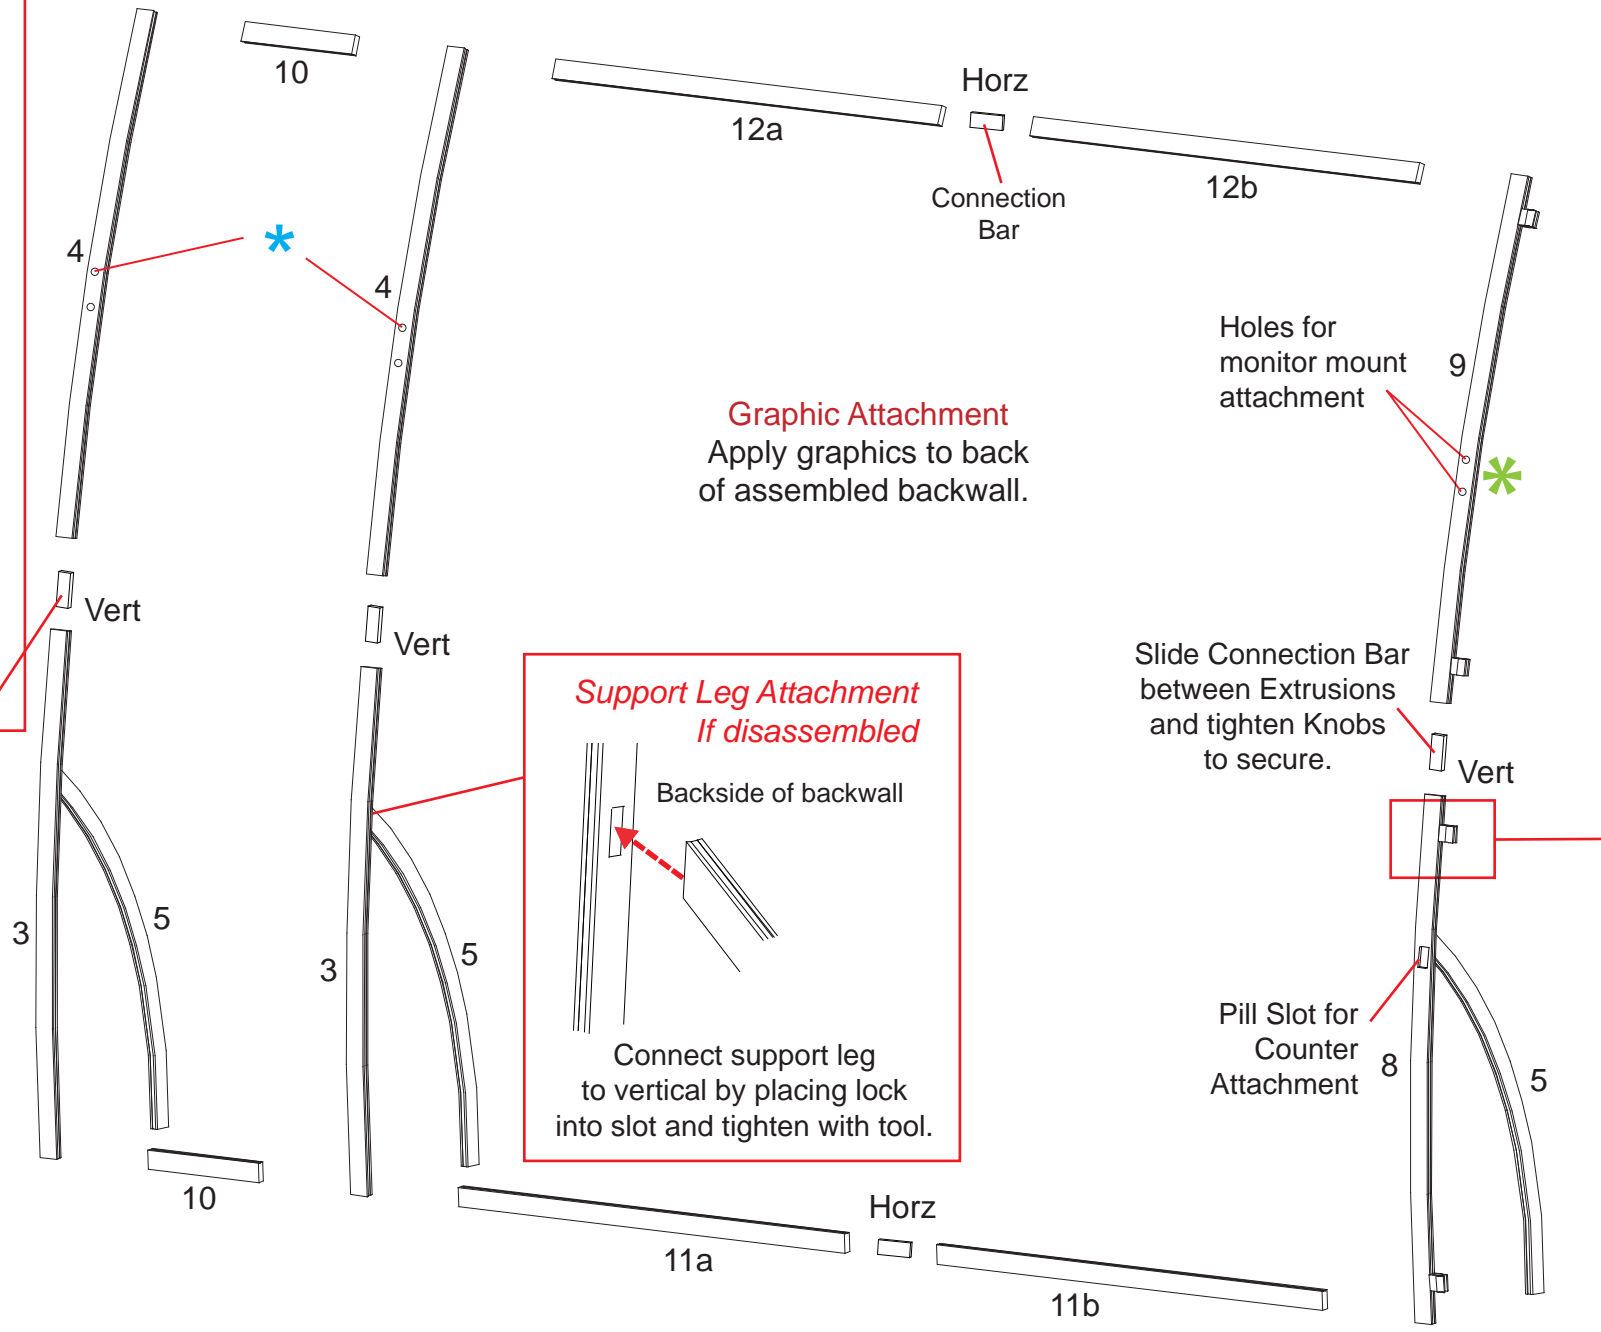 10
12a
Horz
Connection
Bar
12b
4
*
4
Holes for
monitor mount
attachment
9
*
Graphic Attachment
Apply graphics to back
of assembled backwall.
Vert
Vert
Slide Connection Bar
between Extrusions
and tighten Knobs
to secure.
Vert
Support Leg Attachment
If disassembled
Backside of backwall
Connect support leg
to vertical by placing lock
into slot and tighten with tool.
3
5
3
5
Pill Slot for
Counter
Attachment
8
5
10
11a
Horz
11b